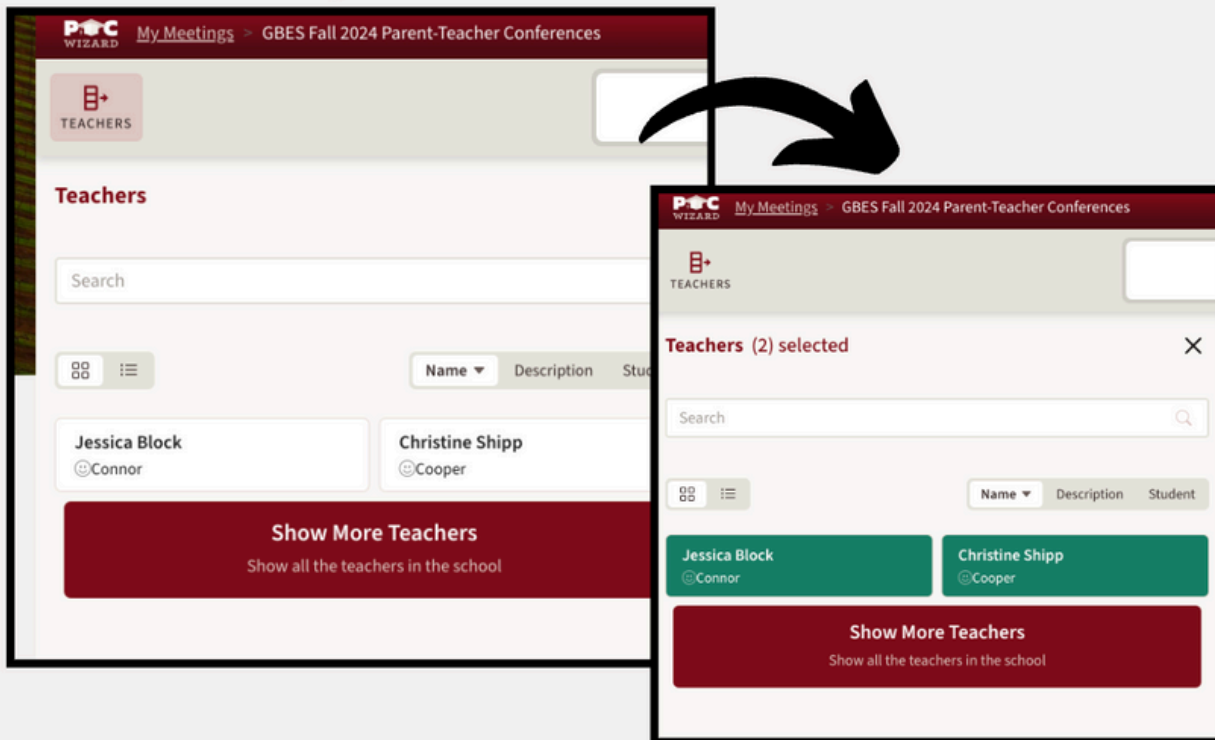 PTC WIZARD My Meetings > GBES Fall 2024 Parent-Teacher Conferences
TEACHERS
Teachers
Search
Name Description
Jessica Block Christine Shipp
Connor Cooper
Show More Teachers
Show all the teachers in the school
PTC WIZARD My Meetings > GBES Fall 2024 Parent-Teacher Conferences
TEACHERS
Teachers (2) selected
Search
Name Description Student
Jessica Block Christine Shipp
Connor Cooper
Show More Teachers
Show all the teachers in the school